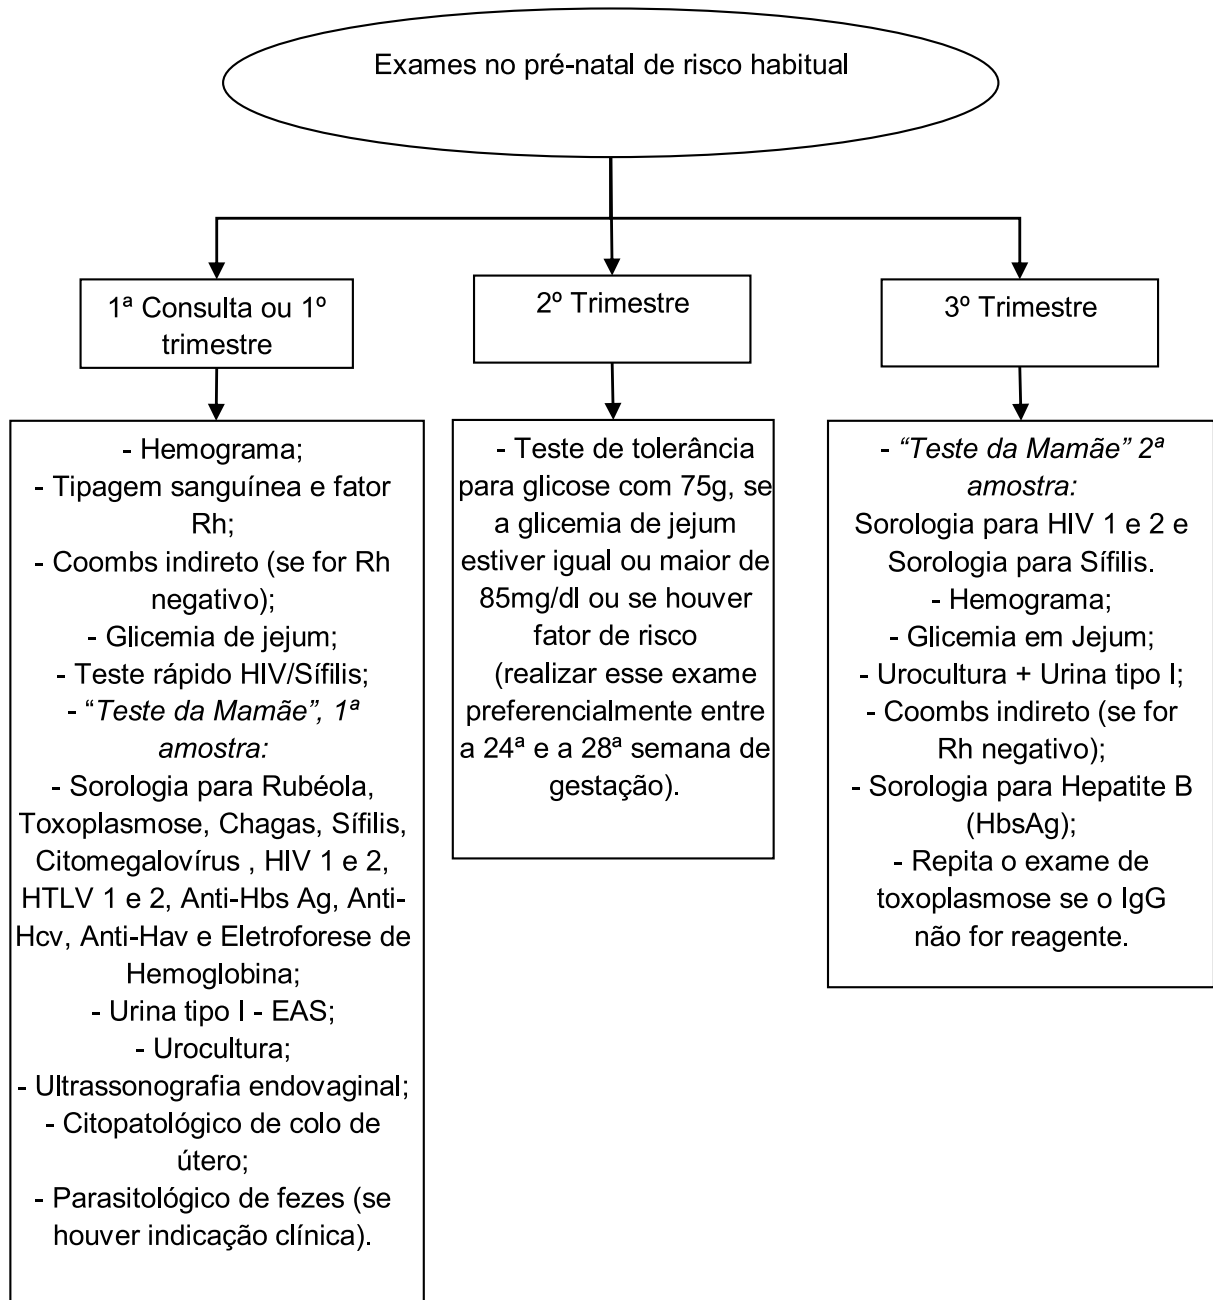 Exames no pré-natal de risco habitual
1ª Consulta ou 1º
trimestre
2º Trimestre
3º Trimestre
- Hemograma;
- Tipagem sanguínea e fator
Rh;
- Coombs indireto (se for Rh
negativo);
- Glicemia de jejum;
- Teste rápido HIV/Sífilis;
- “Teste da Mamãe”, 1ª
amostra:
- Sorologia para Rubéola,
Toxoplasmose, Chagas, Sífilis,
Citomegalovírus , HIV 1 e 2,
HTLV 1 e 2, Anti-Hbs Ag, Anti-
Hcv, Anti-Hav e Eletroforese de
Hemoglobina;
- Urina tipo I - EAS;
- Urocultura;
- Ultrassonografia endovaginal;
- Citopatológico de colo de
útero;
- Parasitológico de fezes (se
houver indicação clínica).
- Teste de tolerância
para glicose com 75g, se
a glicemia de jejum
estiver igual ou maior de
85mg/dl ou se houver
fator de risco
(realizar esse exame
preferencialmente entre
a 24ª e a 28ª semana de
gestação).
- “Teste da Mamãe” 2ª
amostra:
Sorologia para HIV 1 e 2 e
Sorologia para Sífilis.
- Hemograma;
- Glicemia em Jejum;
- Urocultura + Urina tipo I;
- Coombs indireto (se for
Rh negativo);
- Sorologia para Hepatite B
(HbsAg);
- Repita o exame de
toxoplasmose se o IgG
não for reagente.